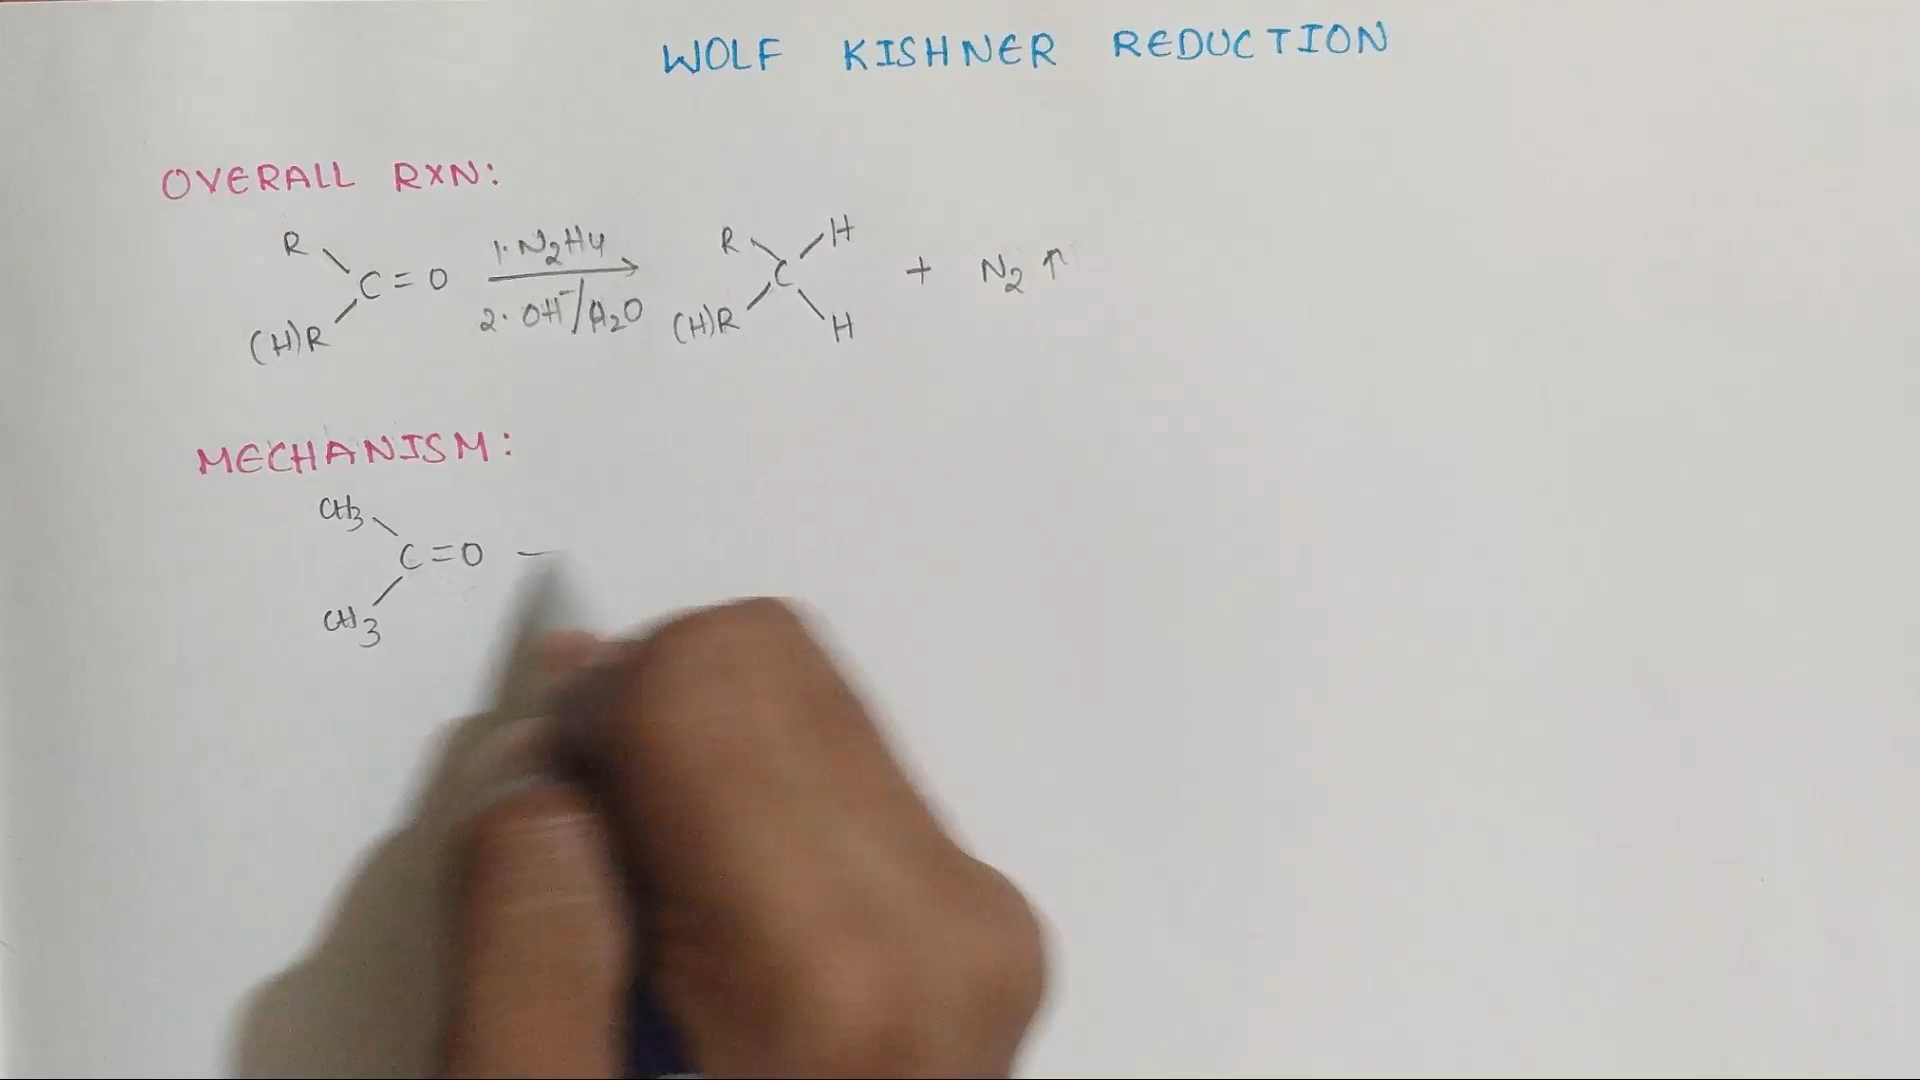 WOLF KISHNER REDUCTION
OVERALL RXN:
R C=O (H)R 1. N2H4 2. OH-/H2O R H C (H)R H + N2 ↑
MECHANISM:
CH3
C=O
CH3